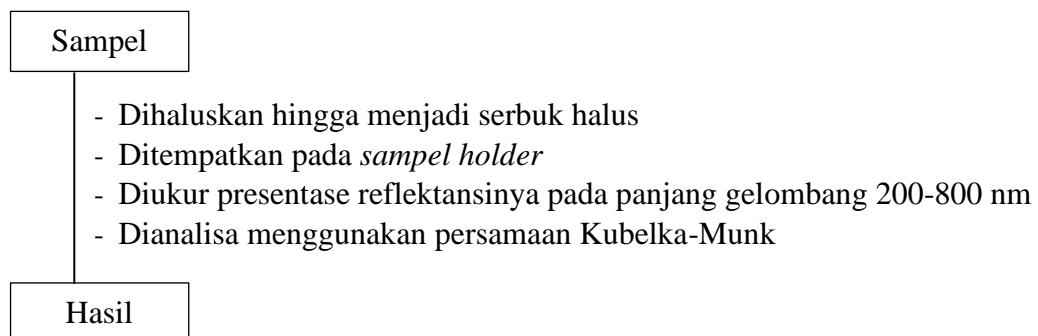 Sampel
- Dihaluskan hingga menjadi serbuk halus
- Ditempatkan pada sampel holder
- Diukur presentase reflektansinya pada panjang gelombang 200-800 nm
- Dianalisa menggunakan persamaan Kubelka-Munk
Hasil